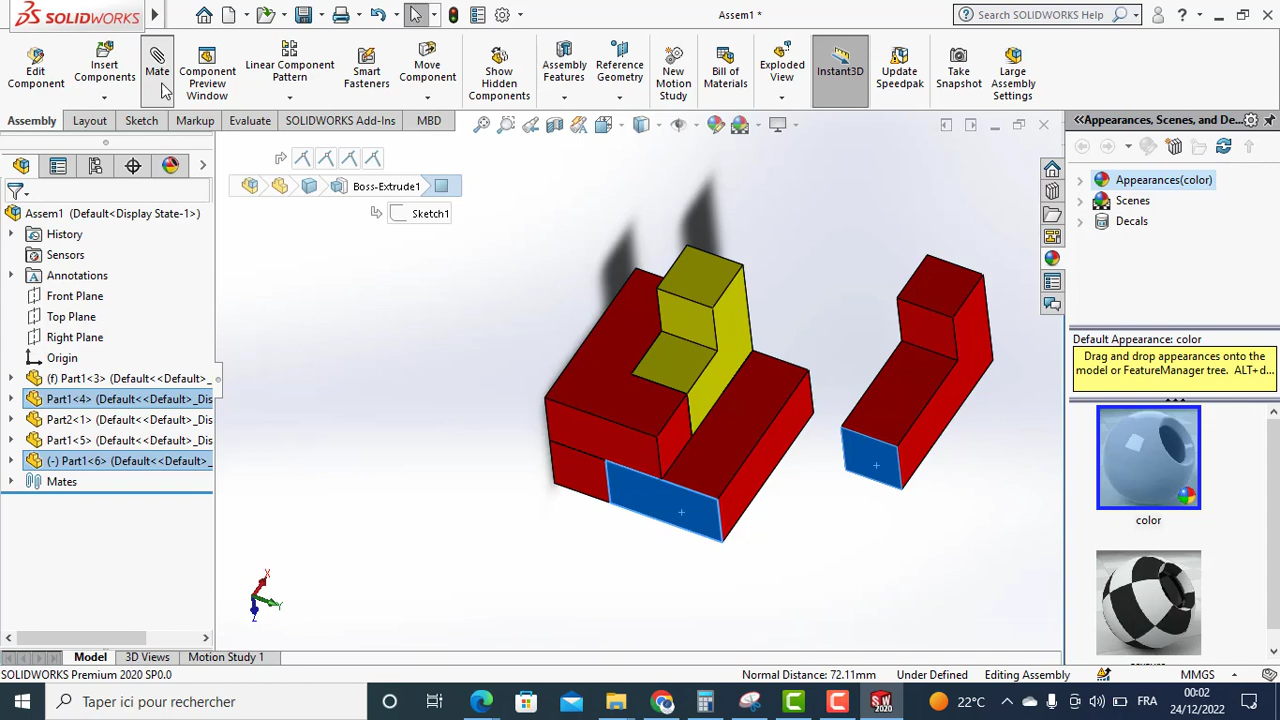 SOLIDWORKS
Assem1 *
Search SOLIDWORKS Help
Edit Component
Insert Components
Mate
Component Preview Window
Linear Component Pattern
Smart Fasteners
Move Component
Show Hidden Components
Assembly Features
Reference Geometry
New Motion Study
Bill of Materials
Exploded View
Instant3D
Update Speedpak
Take Snapshot
Large Assembly Settings
Assembly Layout Sketch Markup Evaluate SOLIDWORKS Add-Ins MBD
<<Appearances, Scenes, and De...
Boss-Extrude1
Sketch1
Assem1 (Default<Display State-1>)
History
Sensors
Annotations
Front Plane
Top Plane
Right Plane
Origin
(f) Part1<3> (Default<<Default>_
Part1<4> (Default<<Default>_Dis
Part2<1> (Default<<Default>_Dis
Part1<5> (Default<<Default>_Dis
(-) Part1<6> (Default<<Default>_
Mates
Appearances(color)
Scenes
Decals
Default Appearance: color
Drag and drop appearances onto the
model or FeatureManager tree. ALT+d...
color
X
Y
Z
Model 3D Views Motion Study 1
SOLIDWORKS Premium 2020 SP0.0
Normal Distance: 72.11mm Under Defined Editing Assembly MMGS
Taper ici pour rechercher
SW
2020
22°C
FRA
00:02
24/12/2022